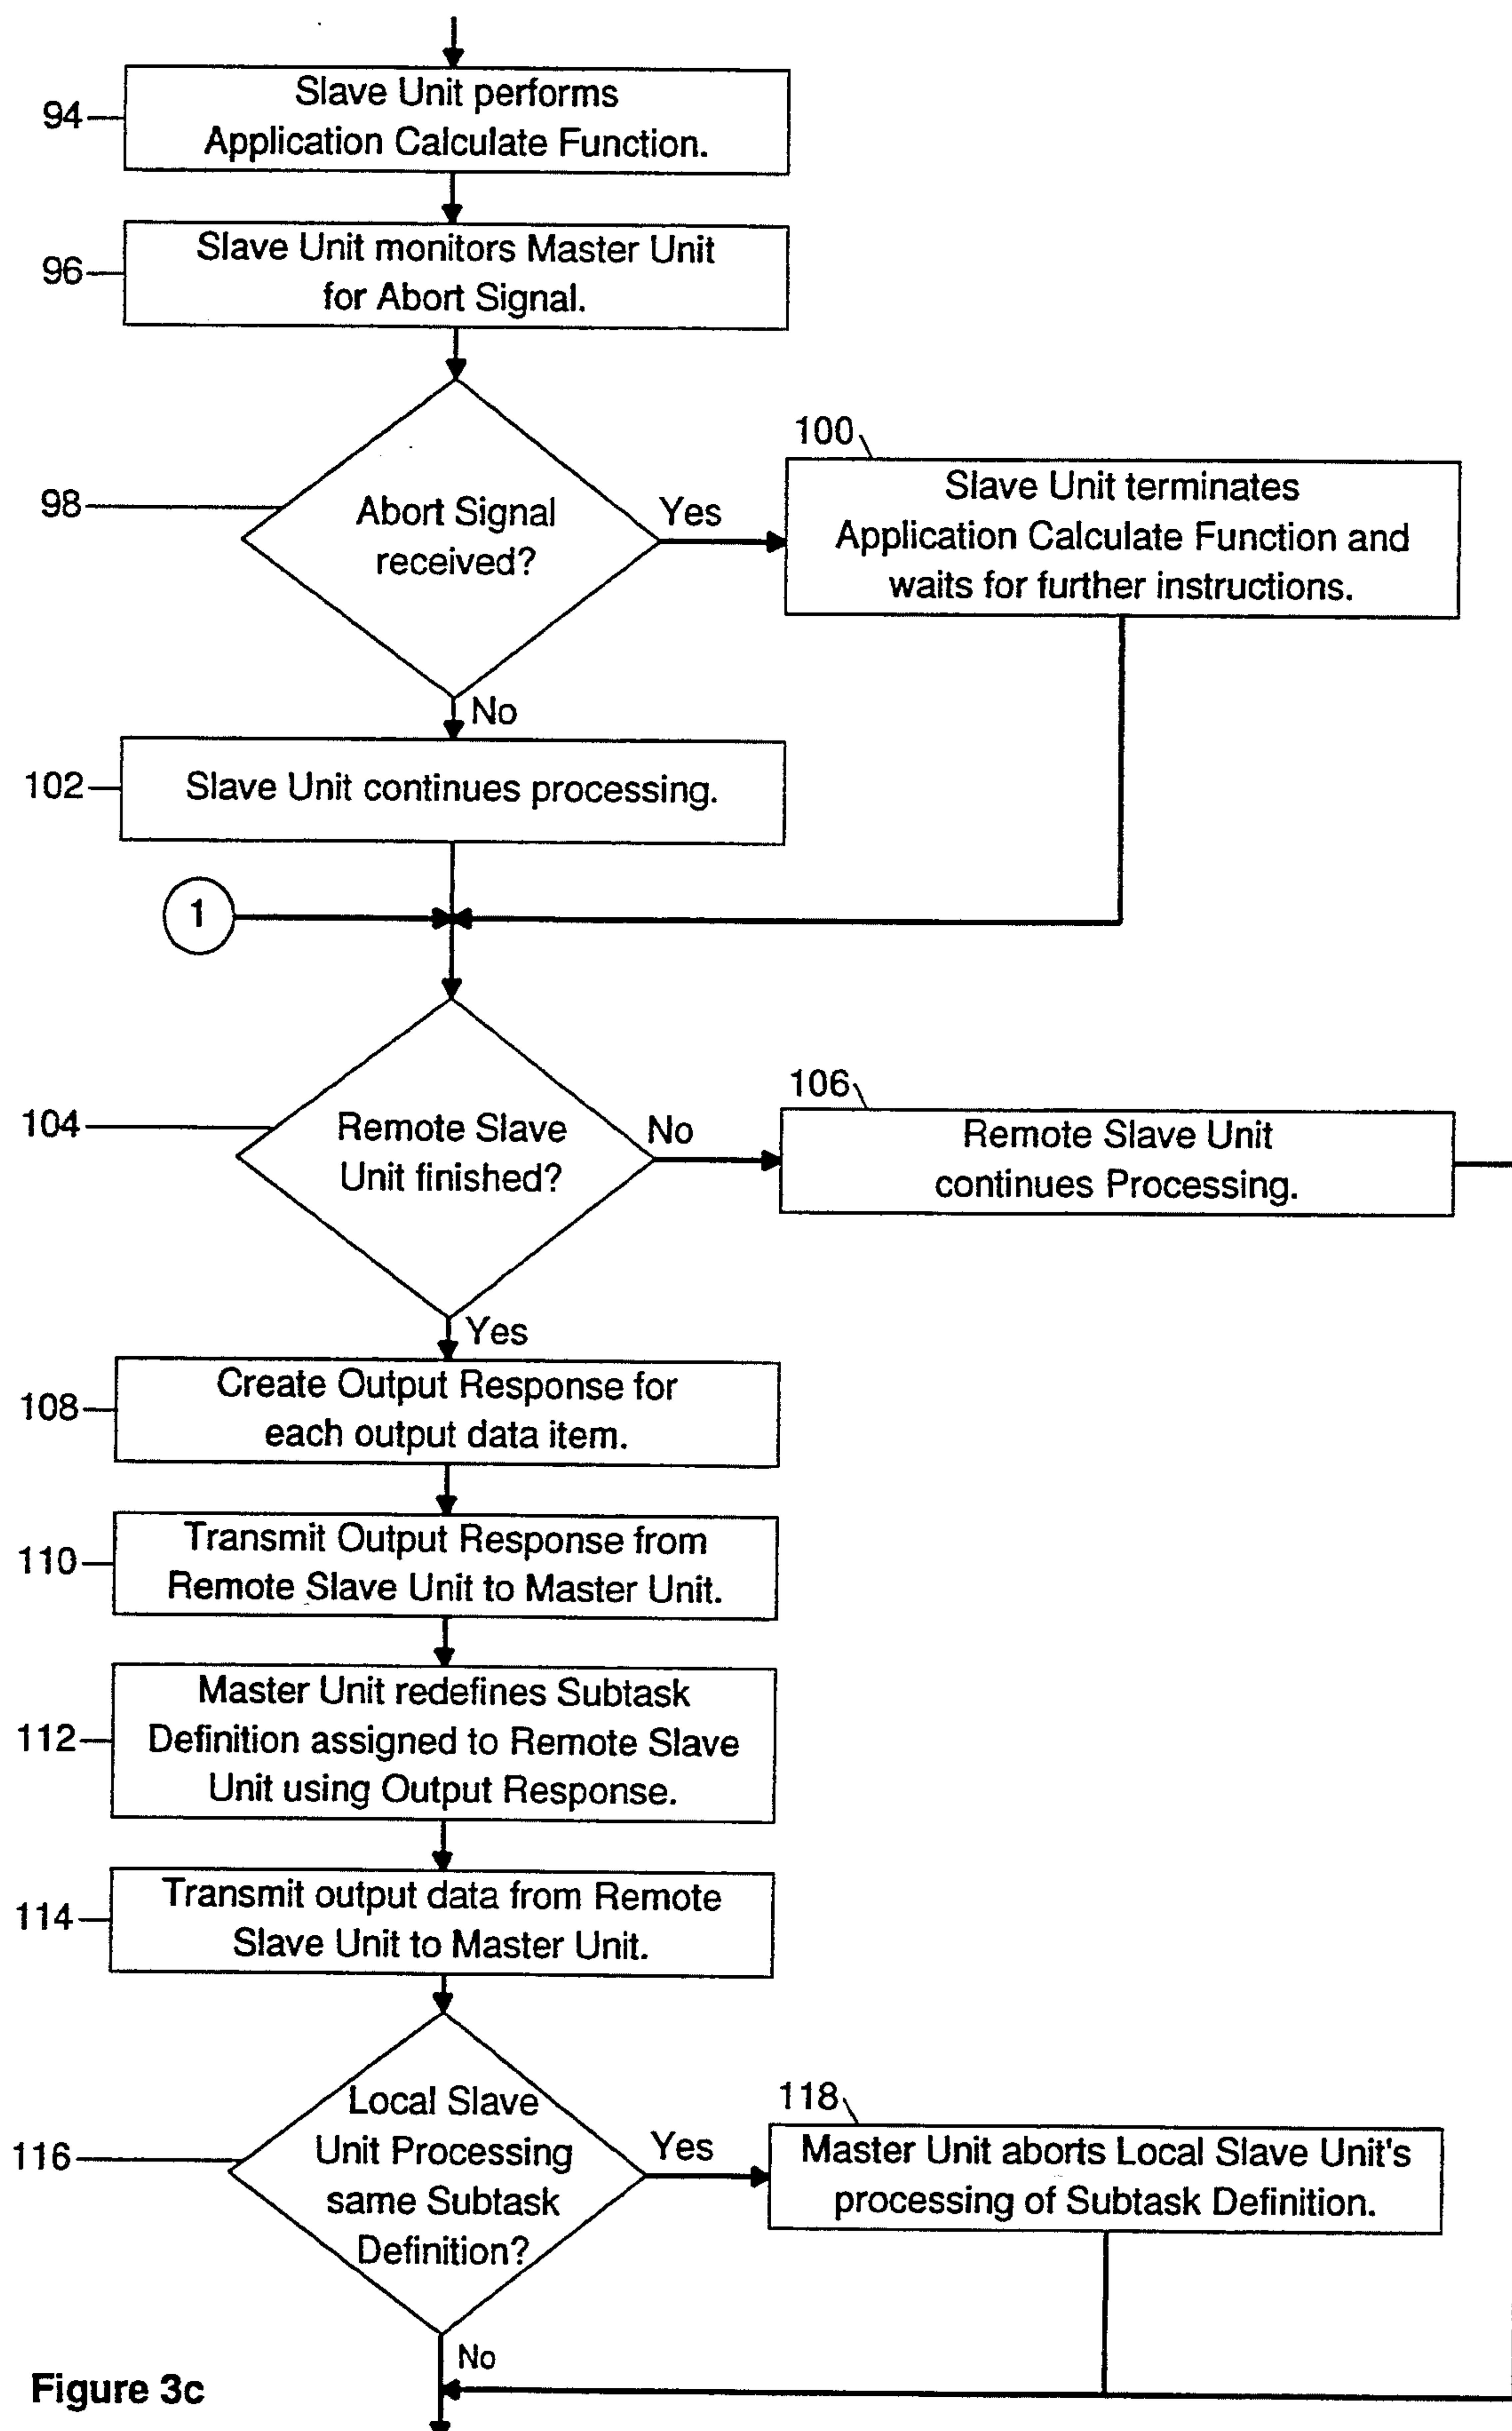 94
Slave Unit performs
Application Calculate Function.
96
Slave Unit monitors Master Unit
for Abort Signal.
98
Abort Signal
received?
Yes
100
Slave Unit terminates
Application Calculate Function and
waits for further instructions.
No
102
Slave Unit continues processing.
1
104
Remote Slave
Unit finished?
No
106
Remote Slave Unit
continues Processing.
Yes
108
Create Output Response for
each output data item.
110
Transmit Output Response from
Remote Slave Unit to Master Unit.
112
Master Unit redefines Subtask
Definition assigned to Remote Slave
Unit using Output Response.
114
Transmit output data from Remote
Slave Unit to Master Unit.
116
Local Slave
Unit Processing
same Subtask
Definition?
Yes
118
Master Unit aborts Local Slave Unit's
processing of Subtask Definition.
No
Figure 3c